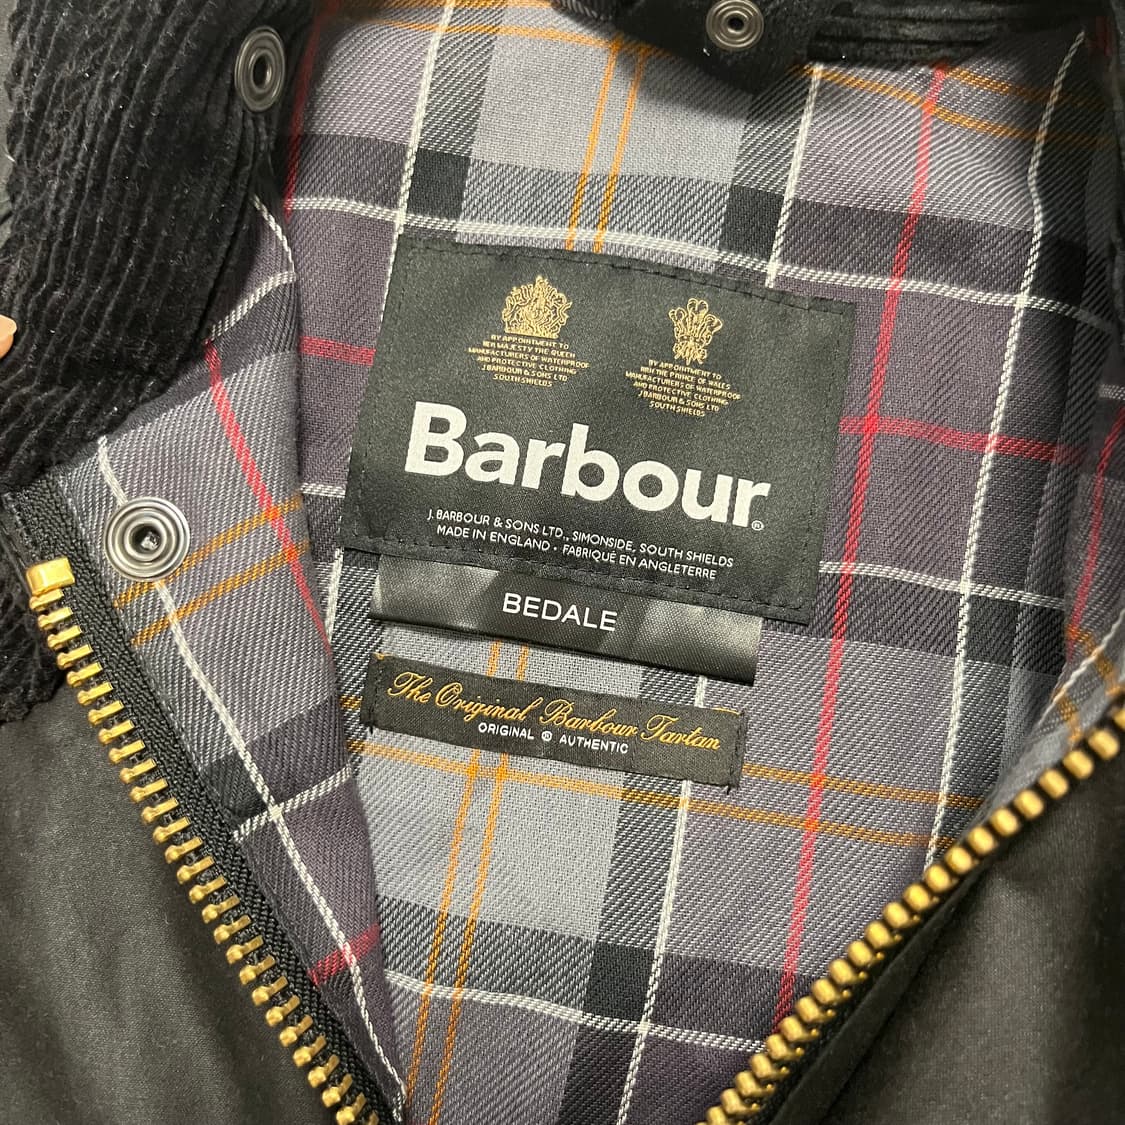 BY APPOINTMENT TO
HER MAJESTY THE QUEEN
MANUFACTURERS OF WATERPROOF
AND PROTECTIVE CLOTHING
J BARBOUR & SONS LTD
SOUTH SHIELDS
BY APPOINTMENT TO
HRH THE PRINCE OF WALES
MANUFACTURERS OF WATERPROOF
AND PROTECTIVE CLOTHING
J BARBOUR & SONS LTD
SOUTH SHIELDS
Barbour®
J. BARBOUR & SONS LTD., SIMONSIDE, SOUTH SHIELDS
MADE IN ENGLAND • FABRIQUÉ EN ANGLETERRE
BEDALE
The Original Barbour Tartan
ORIGINAL ® AUTHENTIC